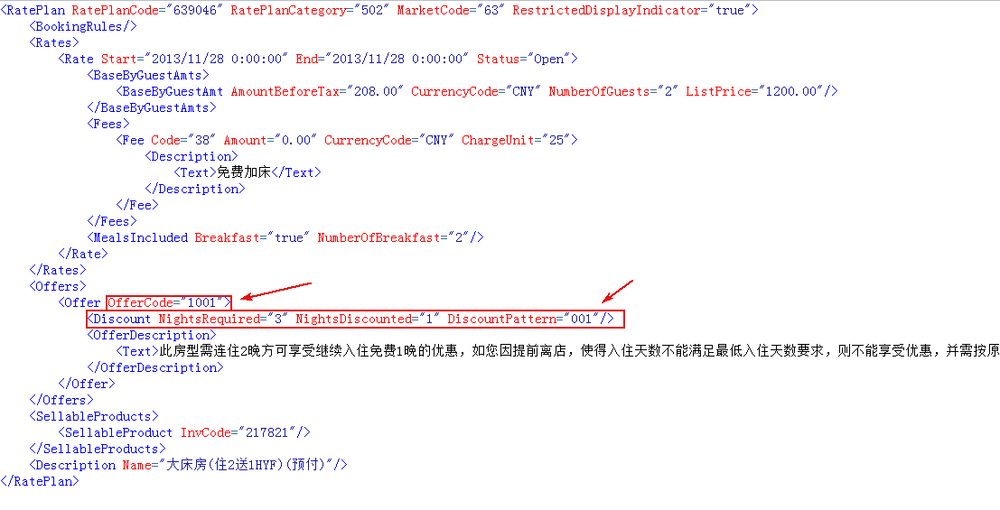 <RatePlan RatePlanCode="639046" RatePlanCategory="502" MarketCode="63" RestrictedDisplayIndicator="true">
<BookingRules/>
<Rates>
<Rate Start="2013/11/28 0:00:00" End="2013/11/28 0:00:00" Status="Open">
<BaseByGuestAmts>
<BaseByGuestAmt AmountBeforeTax="208.00" CurrencyCode="CNY" NumberOfGuests="2" ListPrice="1200.00"/>
</BaseByGuestAmts>
<Fees>
<Fee Code="38" Amount="0.00" CurrencyCode="CNY" ChargeUnit="25">
<Description>
<Text>免费加床</Text>
</Description>
</Fee>
</Fees>
<MealsIncluded Breakfast="true" NumberOfBreakfast="2"/>
</Rate>
</Rates>
<Offers>
<Offer OfferCode="1001">
<Discount NightsRequired="3" NightsDiscounted="1" DiscountPattern="001"/>
<OfferDescription>
<Text>此房型需连住2晚方可享受继续入住免费1晚的优惠，如您因提前离店，使得入住天数不能满足最低入住天数要求，则不能享受优惠，并需按原
</OfferDescription>
</Offer>
</Offers>
<SellableProducts>
<SellableProduct InvCode="217821"/>
</SellableProducts>
<Description Name="大床房(住2送1HYF)(预付)"/>
</RatePlan>